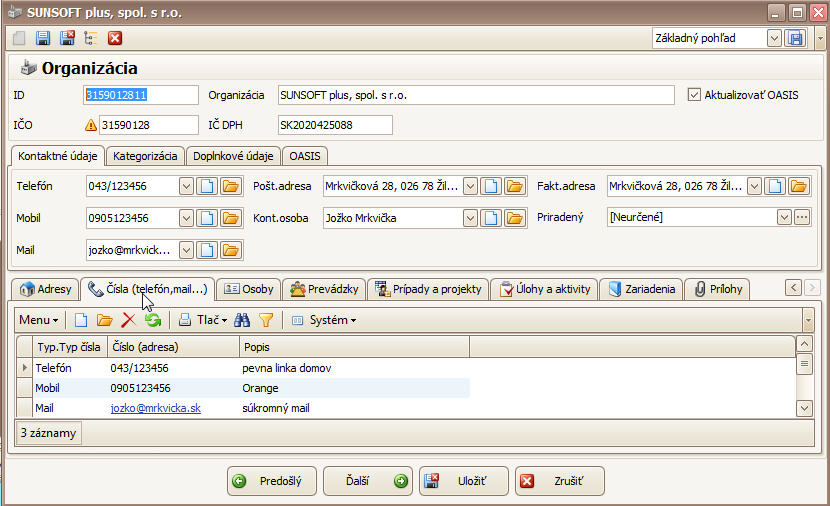 SUNSOFT plus, spol. s r.o.
Základný pohľad
Organizácia
ID 3159012811 Organizácia SUNSOFT plus, spol. s r.o. Aktualizovať OASIS
IČO 31590128 IČ DPH SK2020425088
Kontaktné údaje Kategorizácia Doplnkové údaje OASIS
Telefón 043/123456 Pošt.adresa Mrkvičková 28, 026 78 Žil... Fakt.adresa Mrkvičková 28, 026 78 Žil...
Mobil 0905123456 Kont.osoba Jožko Mrkvička Priradený [Neurčené]
Mail jozko@mrkvick...
Adresy Čísla (telefón,mail...) Osoby Prevádzky Prípady a projekty Úlohy a aktivity Zariadenia Prílohy
Menu Tlač Systém
Typ.Typ čísla Číslo (adresa) Popis
Telefón 043/123456 pevna linka domov
Mobil 0905123456 Orange
Mail jozko@mrkvicka.sk súkromný mail
3 záznamy
Predošlý Ďalší Uložiť Zrušiť